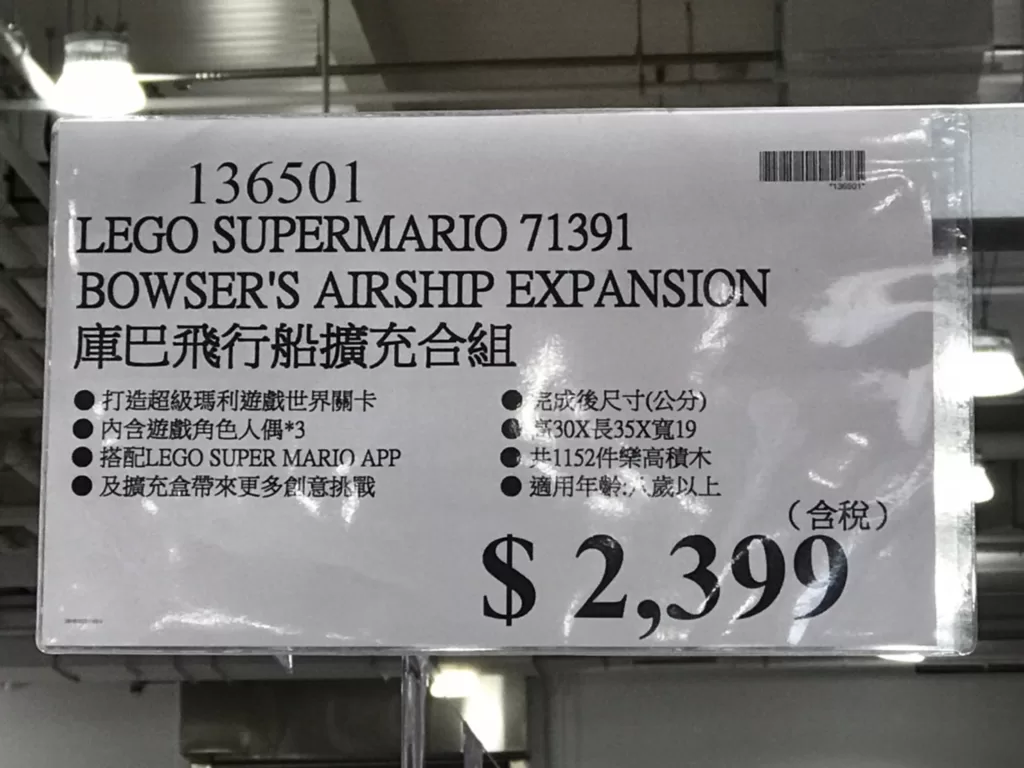 136501
"136501"
LEGO SUPERMARIO 71391
BOWSER'S AIRSHIP EXPANSION
庫巴飛行船擴充合組
● 打造超級瑪利遊戲世界關卡
● 內含遊戲角色人偶*3
● 搭配LEGO SUPER MARIO APP
● 及擴充盒帶來更多創意挑戰
● 完成後尺寸(公分)
● 高30X長35X寬19
● 共1152件樂高積木
● 適用年齡:八歲以上
（含稅）
$ 2,399